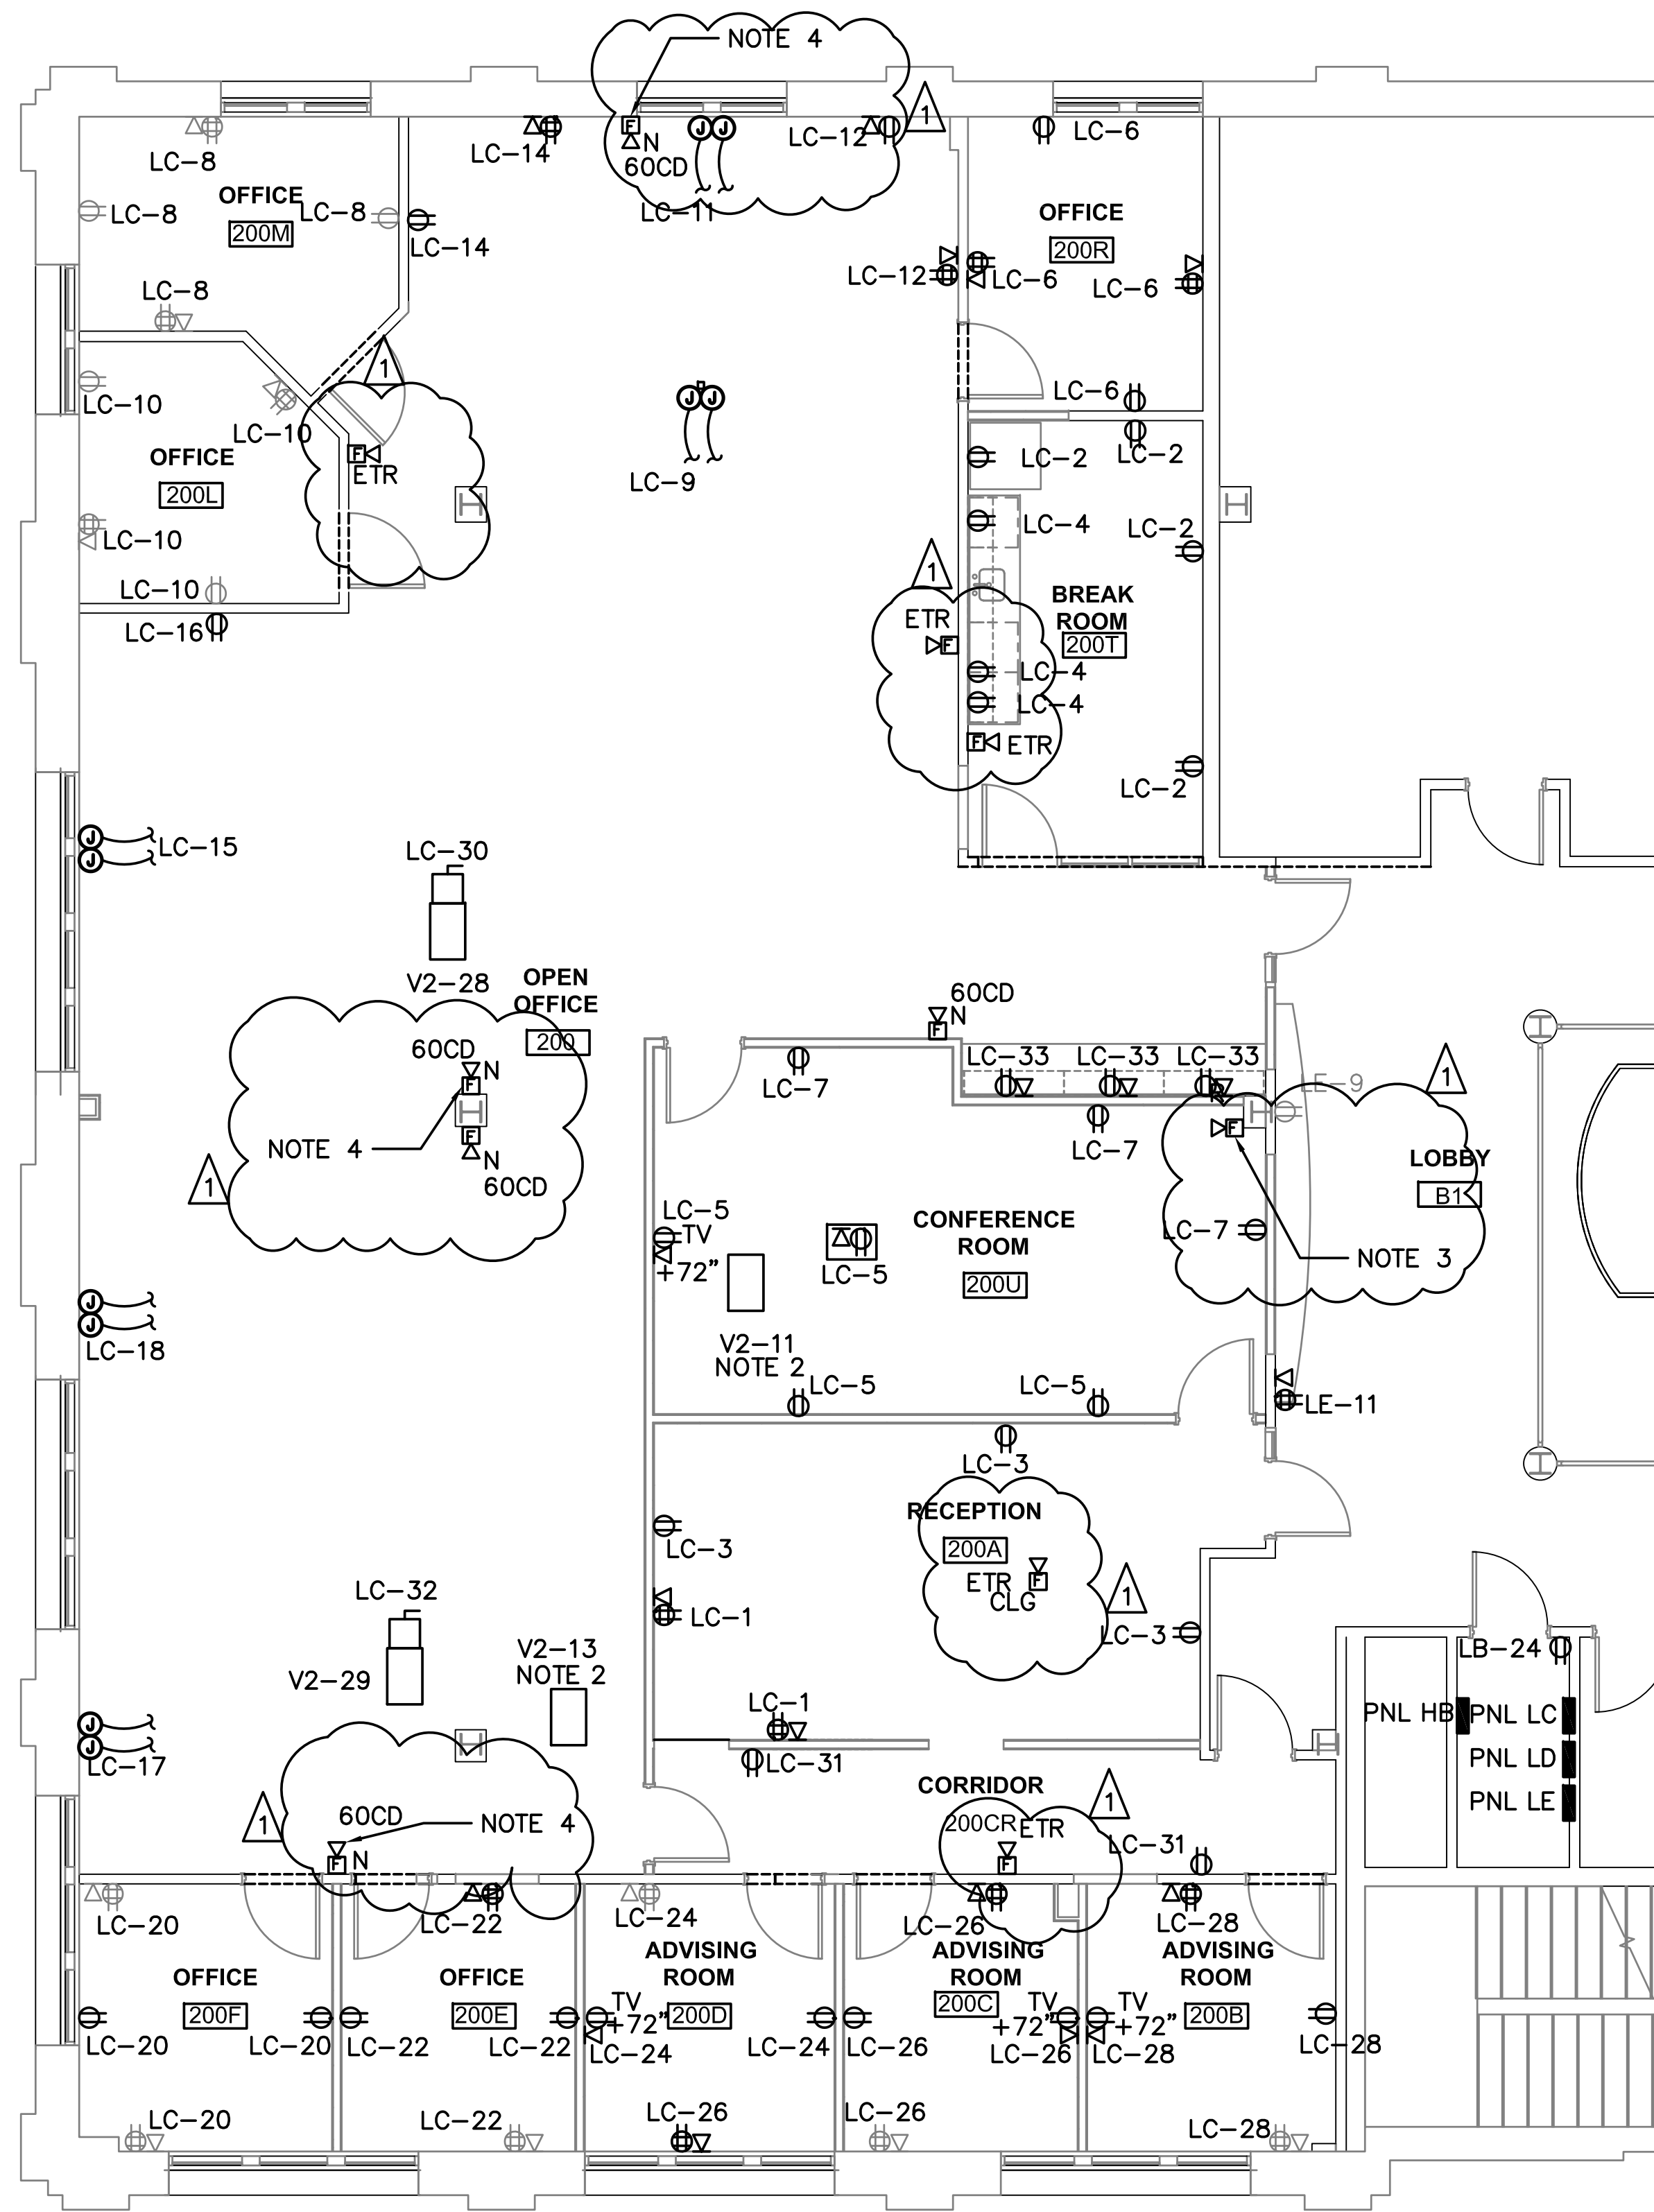 NOTE 4
1
F
N
60CD
J J
LC-11
LC-14
LC-12
LC-6
LC-8
OFFICE
200M
LC-8
LC-8
LC-14
LC-8
OFFICE
200R
LC-12
LC-6
LC-6
1
LC-10
LC-10
OFFICE
200L
F
ETR
H
LC-10
LC-10
LC-16
J J
LC-9
LC-6
LC-2
LC-2
LC-4
LC-2
H
1
BREAK
ROOM
200T
ETR
F
LC-4
LC-4
F
ETR
LC-2
J
J
LC-15
LC-30
V2-28
OPEN
OFFICE
200
60CD
N
F
H
NOTE 4
F
N
60CD
1
60CD
N
F
LC-33
LC-33
LC-33
LC-7
LC-7
LE-9
1
H
F
LOBBY
B1
LC-7
NOTE 3
H
H
LC-5
TV
+72"
LC-5
CONFERENCE
ROOM
200U
V2-11
NOTE 2
LC-5
LC-5
LE-11
J
J
LC-18
LC-3
RECEPTION
200A
LC-3
ETR
F
CLG
1
LC-1
LC-3
LC-32
V2-29
V2-13
NOTE 2
LC-1
LC-31
LB-24
PNL HB
PNL LC
PNL LD
PNL LE
H
H
J
J
LC-17
1
60CD
NOTE 4
F
N
CORRIDOR
200CR
ETR
F
1
LC-31
LC-20
LC-22
LC-24
LC-26
LC-28
OFFICE
200F
OFFICE
200E
ADVISING
ROOM
200D
ADVISING
ROOM
200C
ADVISING
ROOM
200B
LC-20
LC-20
LC-22
LC-22
TV
+72"
LC-24
LC-24
LC-26
TV
+72"
LC-26
TV
+72"
LC-28
LC-28
LC-20
LC-22
LC-26
LC-26
LC-28